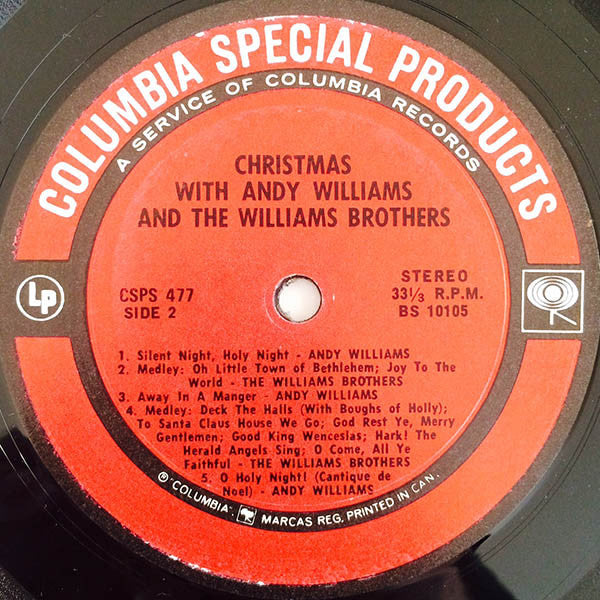 COLUMBIA SPECIAL PRODUCTS
A SERVICE OF COLUMBIA RECORDS
CHRISTMAS
WITH ANDY WILLIAMS
AND THE WILLIAMS BROTHERS
LP
CSPS 477
SIDE 2
STEREO
33⅓ R.P.M.
BS 10105
1. Silent Night, Holy Night - ANDY WILLIAMS
2. Medley: Oh Little Town of Bethlehem; Joy To The
World - THE WILLIAMS BROTHERS
3. Away In A Manger - ANDY WILLIAMS
4. Medley: Deck The Halls (With Boughs of Holly);
To Santa Claus House We Go; God Rest Ye, Merry
Gentlemen; Good King Wenceslas; Hark! The
Herald Angels Sing; O Come, All Ye
Faithful - THE WILLIAMS BROTHERS
5. O Holy Night! (Cantique de
Noel) - ANDY WILLIAMS
® "COLUMBIA", MARCAS REG. PRINTED IN CAN.